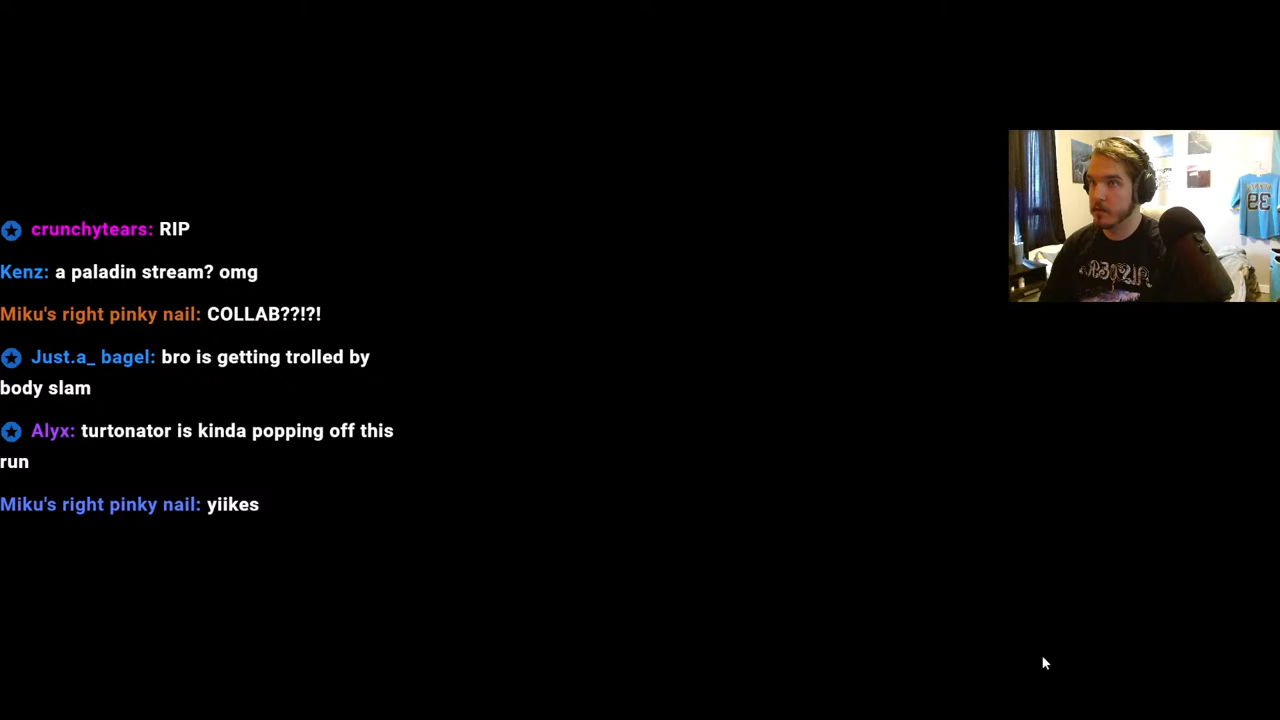 crunchytears: RIP
Kenz: a paladin stream? omg
Miku's right pinky nail: COLLAB??!?!
Just.a_ bagel: bro is getting trolled by
body slam
Alyx: turtonator is kinda popping off this
run
Miku's right pinky nail: yiikes